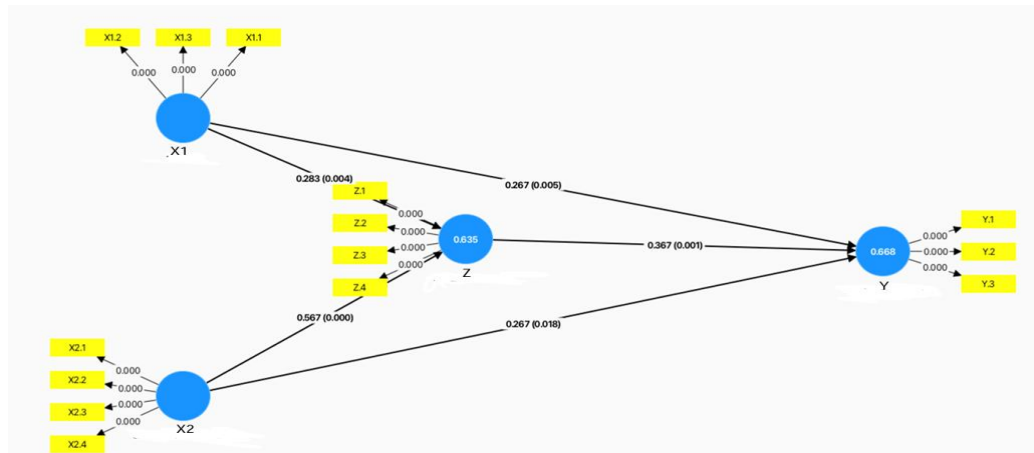 X1.2 X1.3 X1.1
0.000 0.000 0.000
X1
0.283 (0.004)
0.267 (0.005)
Z.1
Z.2
Z.3
Z.4
0.000
0.000
0.000
0.000
0.635
Z
0.367 (0.001)
0.668
Y
0.000
0.000
0.000
Y.1
Y.2
Y.3
0.567 (0.000)
0.267 (0.018)
X2.1
X2.2
X2.3
X2.4
0.000
0.000
0.000
0.000
X2